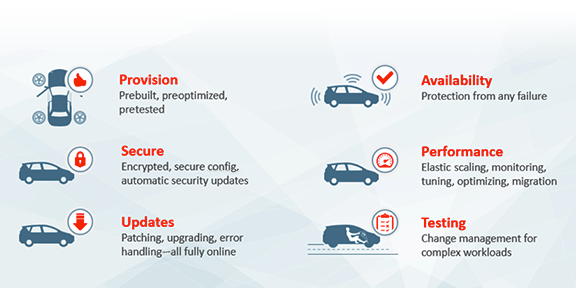 Provision
Prebuilt, preoptimized,
pretested
Secure
Encrypted, secure config,
automatic security updates
Updates
Patching, upgrading, error
handling—all fully online
Availability
Protection from any failure
Performance
Elastic scaling, monitoring,
tuning, optimizing, migration
Testing
Change management for
complex workloads